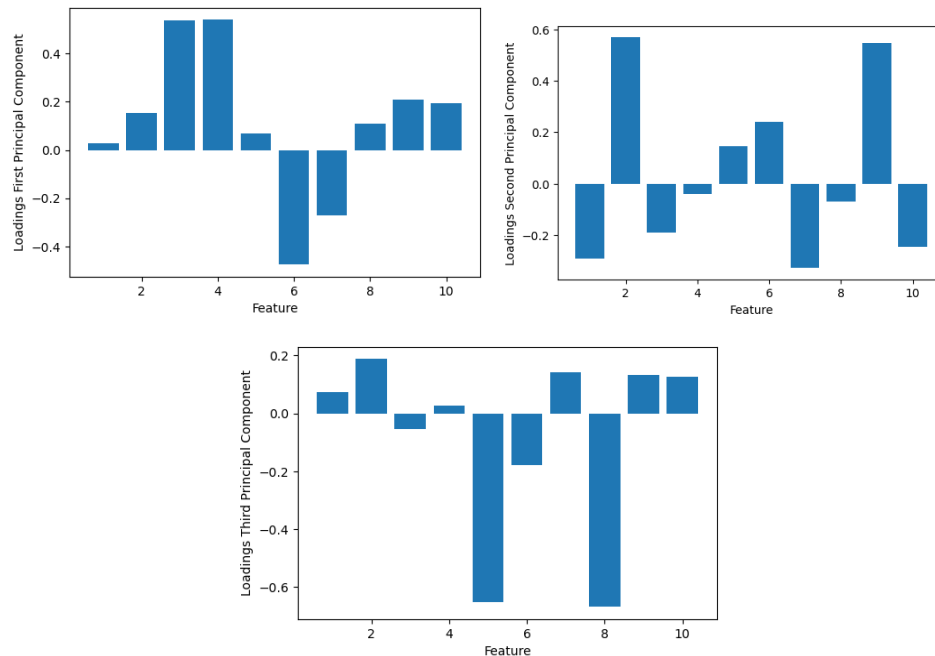 Loadings First Principal Component
0.4
0.2
0.0
−0.2
−0.4
2 4 6 8 10
Feature
Loadings Second Principal Component
0.6
0.4
0.2
0.0
−0.2
2 4 6 8 10
Feature
Loadings Third Principal Component
0.2
0.0
−0.2
−0.4
−0.6
2 4 6 8 10
Feature